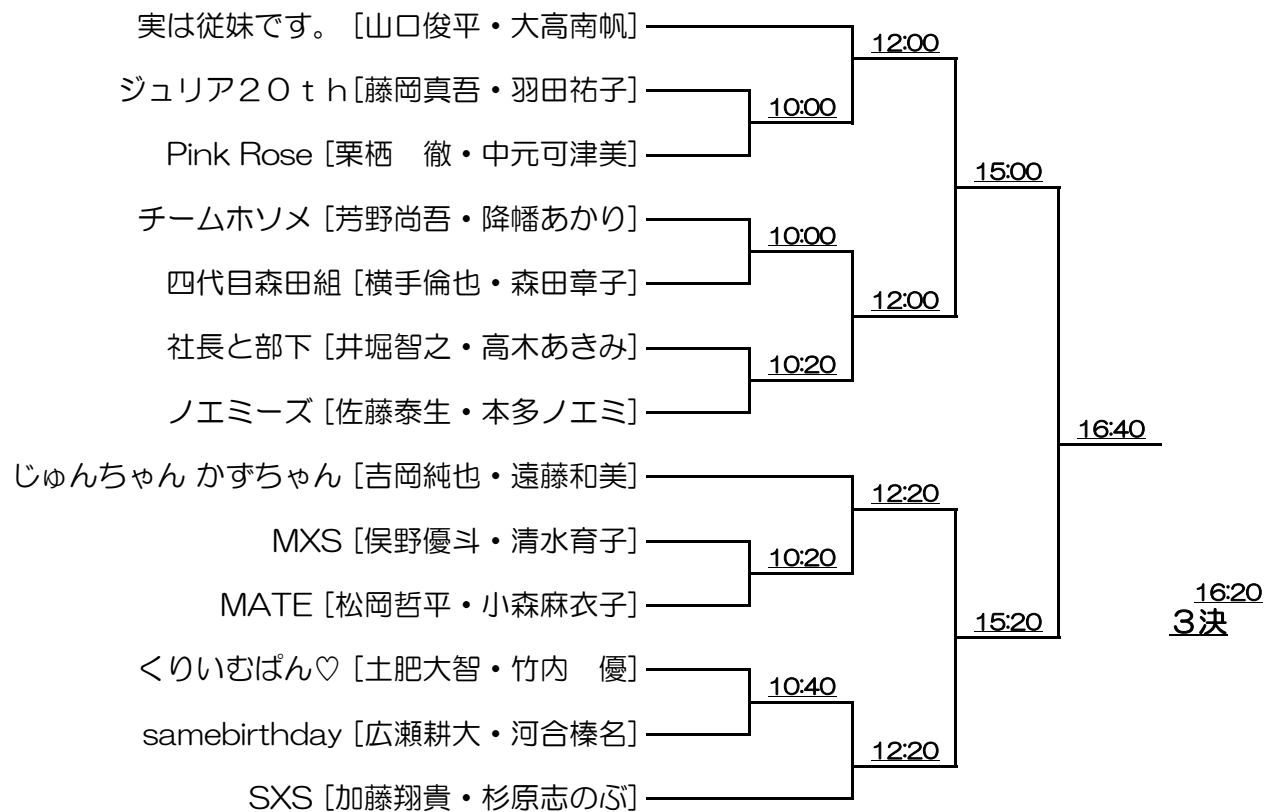 実は従妹です。 [山口俊平・大高南帆]
12:00
ジュリア２０ｔｈ[藤岡真吾・羽田祐子]
10:00
Pink Rose [栗栖　徹・中元可津美]
15:00
チームホソメ [芳野尚吾・降幡あかり]
10:00
四代目森田組 [横手倫也・森田章子]
12:00
社長と部下 [井堀智之・高木あきみ]
10:20
ノエミーズ [佐藤泰生・本多ノエミ]
16:40
じゅんちゃん かずちゃん [吉岡純也・遠藤和美]
12:20
MXS [俣野優斗・清水育子]
10:20
MATE [松岡哲平・小森麻衣子]
16:20
３決
15:20
くりいむぱん♡ [土肥大智・竹内　優]
10:40
samebirthday [広瀬耕大・河合榛名]
12:20
SXS [加藤翔貴・杉原志のぶ]